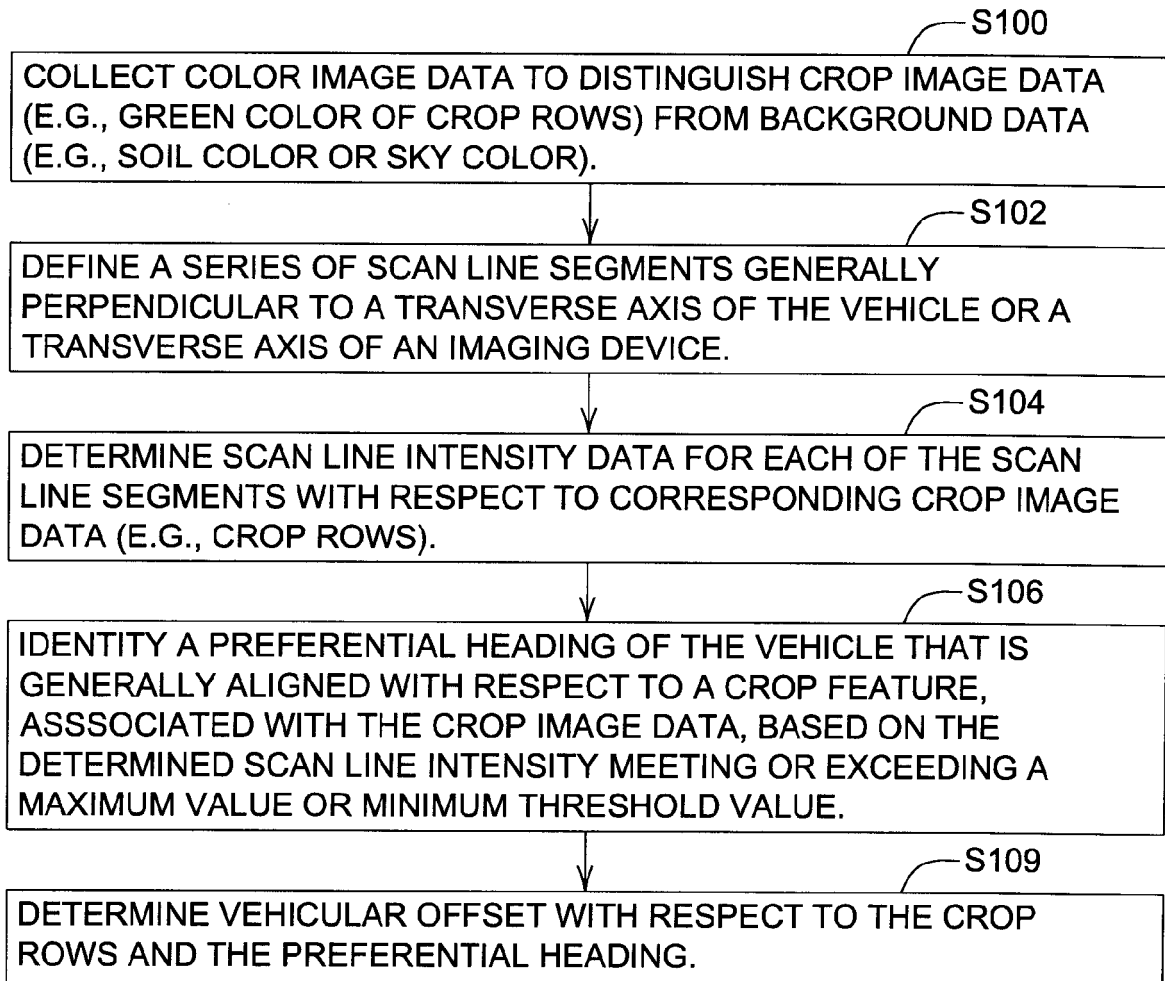 S100
COLLECT COLOR IMAGE DATA TO DISTINGUISH CROP IMAGE DATA
(E.G., GREEN COLOR OF CROP ROWS) FROM BACKGROUND DATA
(E.G., SOIL COLOR OR SKY COLOR).
S102
DEFINE A SERIES OF SCAN LINE SEGMENTS GENERALLY
PERPENDICULAR TO A TRANSVERSE AXIS OF THE VEHICLE OR A
TRANSVERSE AXIS OF AN IMAGING DEVICE.
S104
DETERMINE SCAN LINE INTENSITY DATA FOR EACH OF THE SCAN
LINE SEGMENTS WITH RESPECT TO CORRESPONDING CROP IMAGE
DATA (E.G., CROP ROWS).
S106
IDENTITY A PREFERENTIAL HEADING OF THE VEHICLE THAT IS
GENERALLY ALIGNED WITH RESPECT TO A CROP FEATURE,
ASSSOCIATED WITH THE CROP IMAGE DATA, BASED ON THE
DETERMINED SCAN LINE INTENSITY MEETING OR EXCEEDING A
MAXIMUM VALUE OR MINIMUM THRESHOLD VALUE.
S109
DETERMINE VEHICULAR OFFSET WITH RESPECT TO THE CROP
ROWS AND THE PREFERENTIAL HEADING.